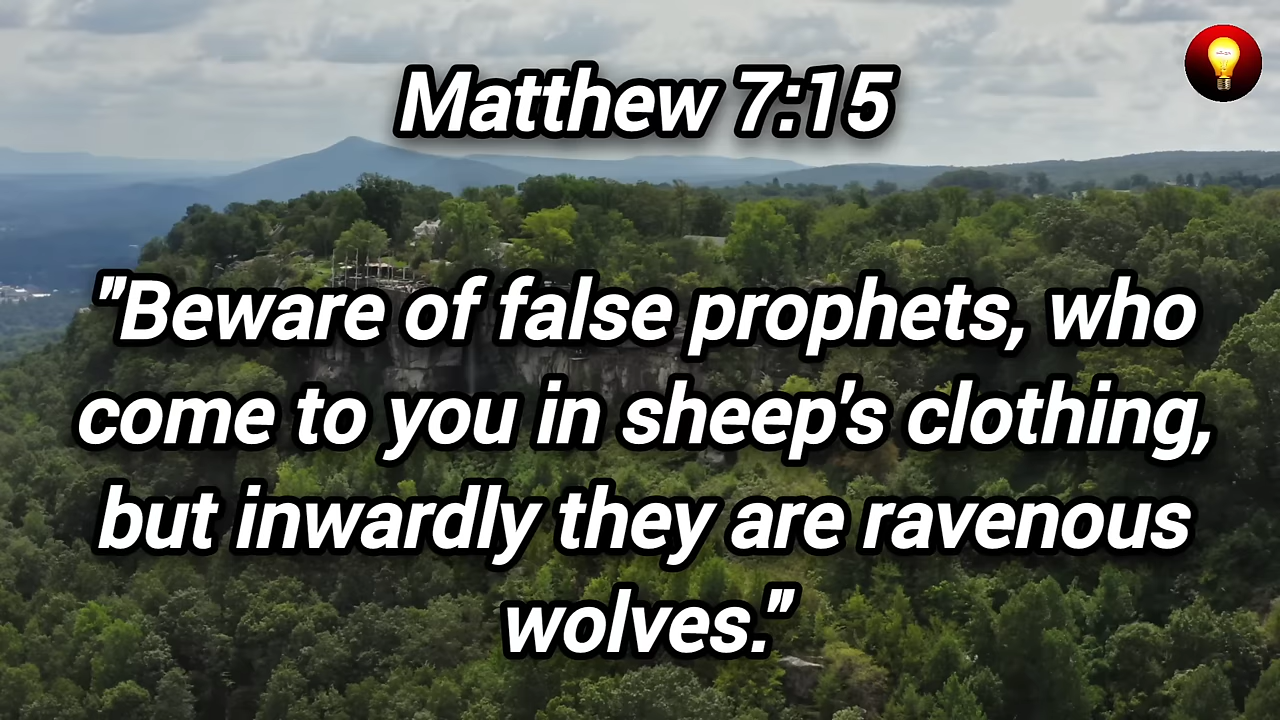 Matthew 7:15
"Beware of false prophets, who
come to you in sheep's clothing,
but inwardly they are ravenous
wolves."